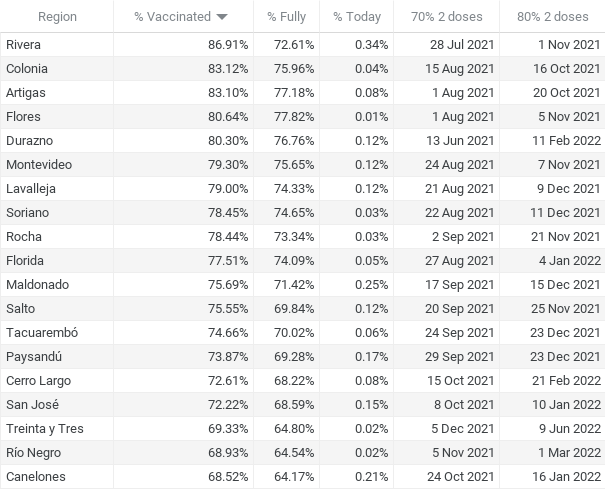 Region % Vaccinated % Fully % Today 70% 2 doses 80% 2 doses
Rivera 86.91% 72.61% 0.34% 28 Jul 2021 1 Nov 2021
Colonia 83.12% 75.96% 0.04% 15 Aug 2021 16 Oct 2021
Artigas 83.10% 77.18% 0.08% 1 Aug 2021 20 Oct 2021
Flores 80.64% 77.82% 0.01% 1 Aug 2021 5 Nov 2021
Durazno 80.30% 76.76% 0.12% 13 Jun 2021 11 Feb 2022
Montevideo 79.30% 75.65% 0.12% 24 Aug 2021 7 Nov 2021
Lavalleja 79.00% 74.33% 0.12% 21 Aug 2021 9 Dec 2021
Soriano 78.45% 74.65% 0.03% 22 Aug 2021 11 Dec 2021
Rocha 78.44% 73.34% 0.03% 2 Sep 2021 21 Nov 2021
Florida 77.51% 74.09% 0.05% 27 Aug 2021 4 Jan 2022
Maldonado 75.69% 71.42% 0.25% 17 Sep 2021 15 Dec 2021
Salto 75.55% 69.84% 0.12% 20 Sep 2021 25 Nov 2021
Tacuarembó 74.66% 70.02% 0.06% 24 Sep 2021 23 Dec 2021
Paysandú 73.87% 69.28% 0.17% 29 Sep 2021 23 Dec 2021
Cerro Largo 72.61% 68.22% 0.08% 15 Oct 2021 21 Feb 2022
San José 72.22% 68.59% 0.15% 8 Oct 2021 10 Jan 2022
Treinta y Tres 69.33% 64.80% 0.02% 5 Dec 2021 9 Jun 2022
Río Negro 68.93% 64.54% 0.02% 5 Nov 2021 1 Mar 2022
Canelones 68.52% 64.17% 0.21% 24 Oct 2021 16 Jan 2022